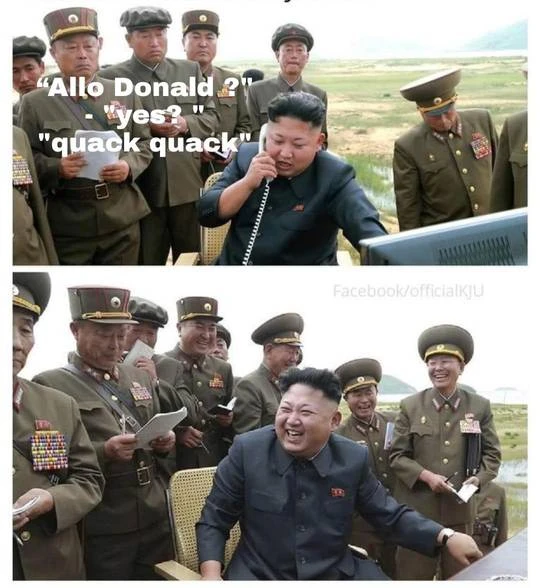 “Allo Donald ?"
- "yes? "
"quack quack"
Facebook/officialKJU